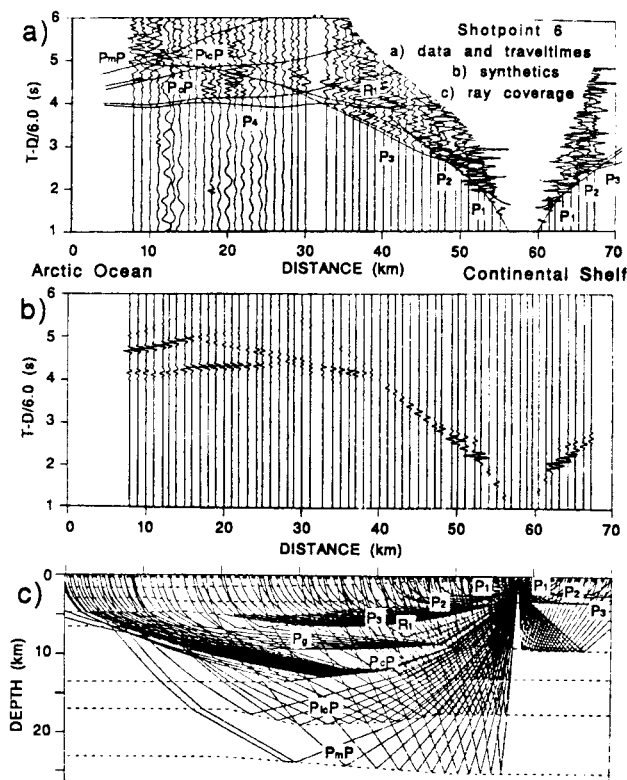 a)
Shotpoint 6
a) data and traveltimes
b) synthetics
c) ray coverage
T-D/6.0 (s)
6
5
4
3
2
1
PmP
PlcP
PcP
P4
R1
P3
P2
P1
P1
P2
P3
0 10 20 30 40 50 60 70
Arctic Ocean DISTANCE (km) Continental Shelf
b)
T-D/6.0 (s)
6
5
4
3
2
1
0 10 20 30 40 50 60 70
DISTANCE (km)
c)
DEPTH (km)
0
10
20
P1 P1
P2 P2
P3 P3
R1
Pg
PcP
PlcP
PmP